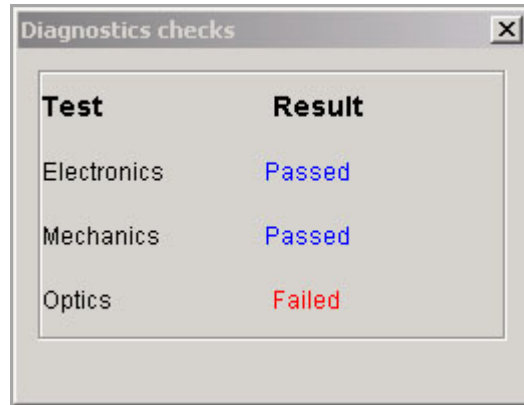 Diagnostics checks
Test Result
Electronics Passed
Mechanics Passed
Optics Failed